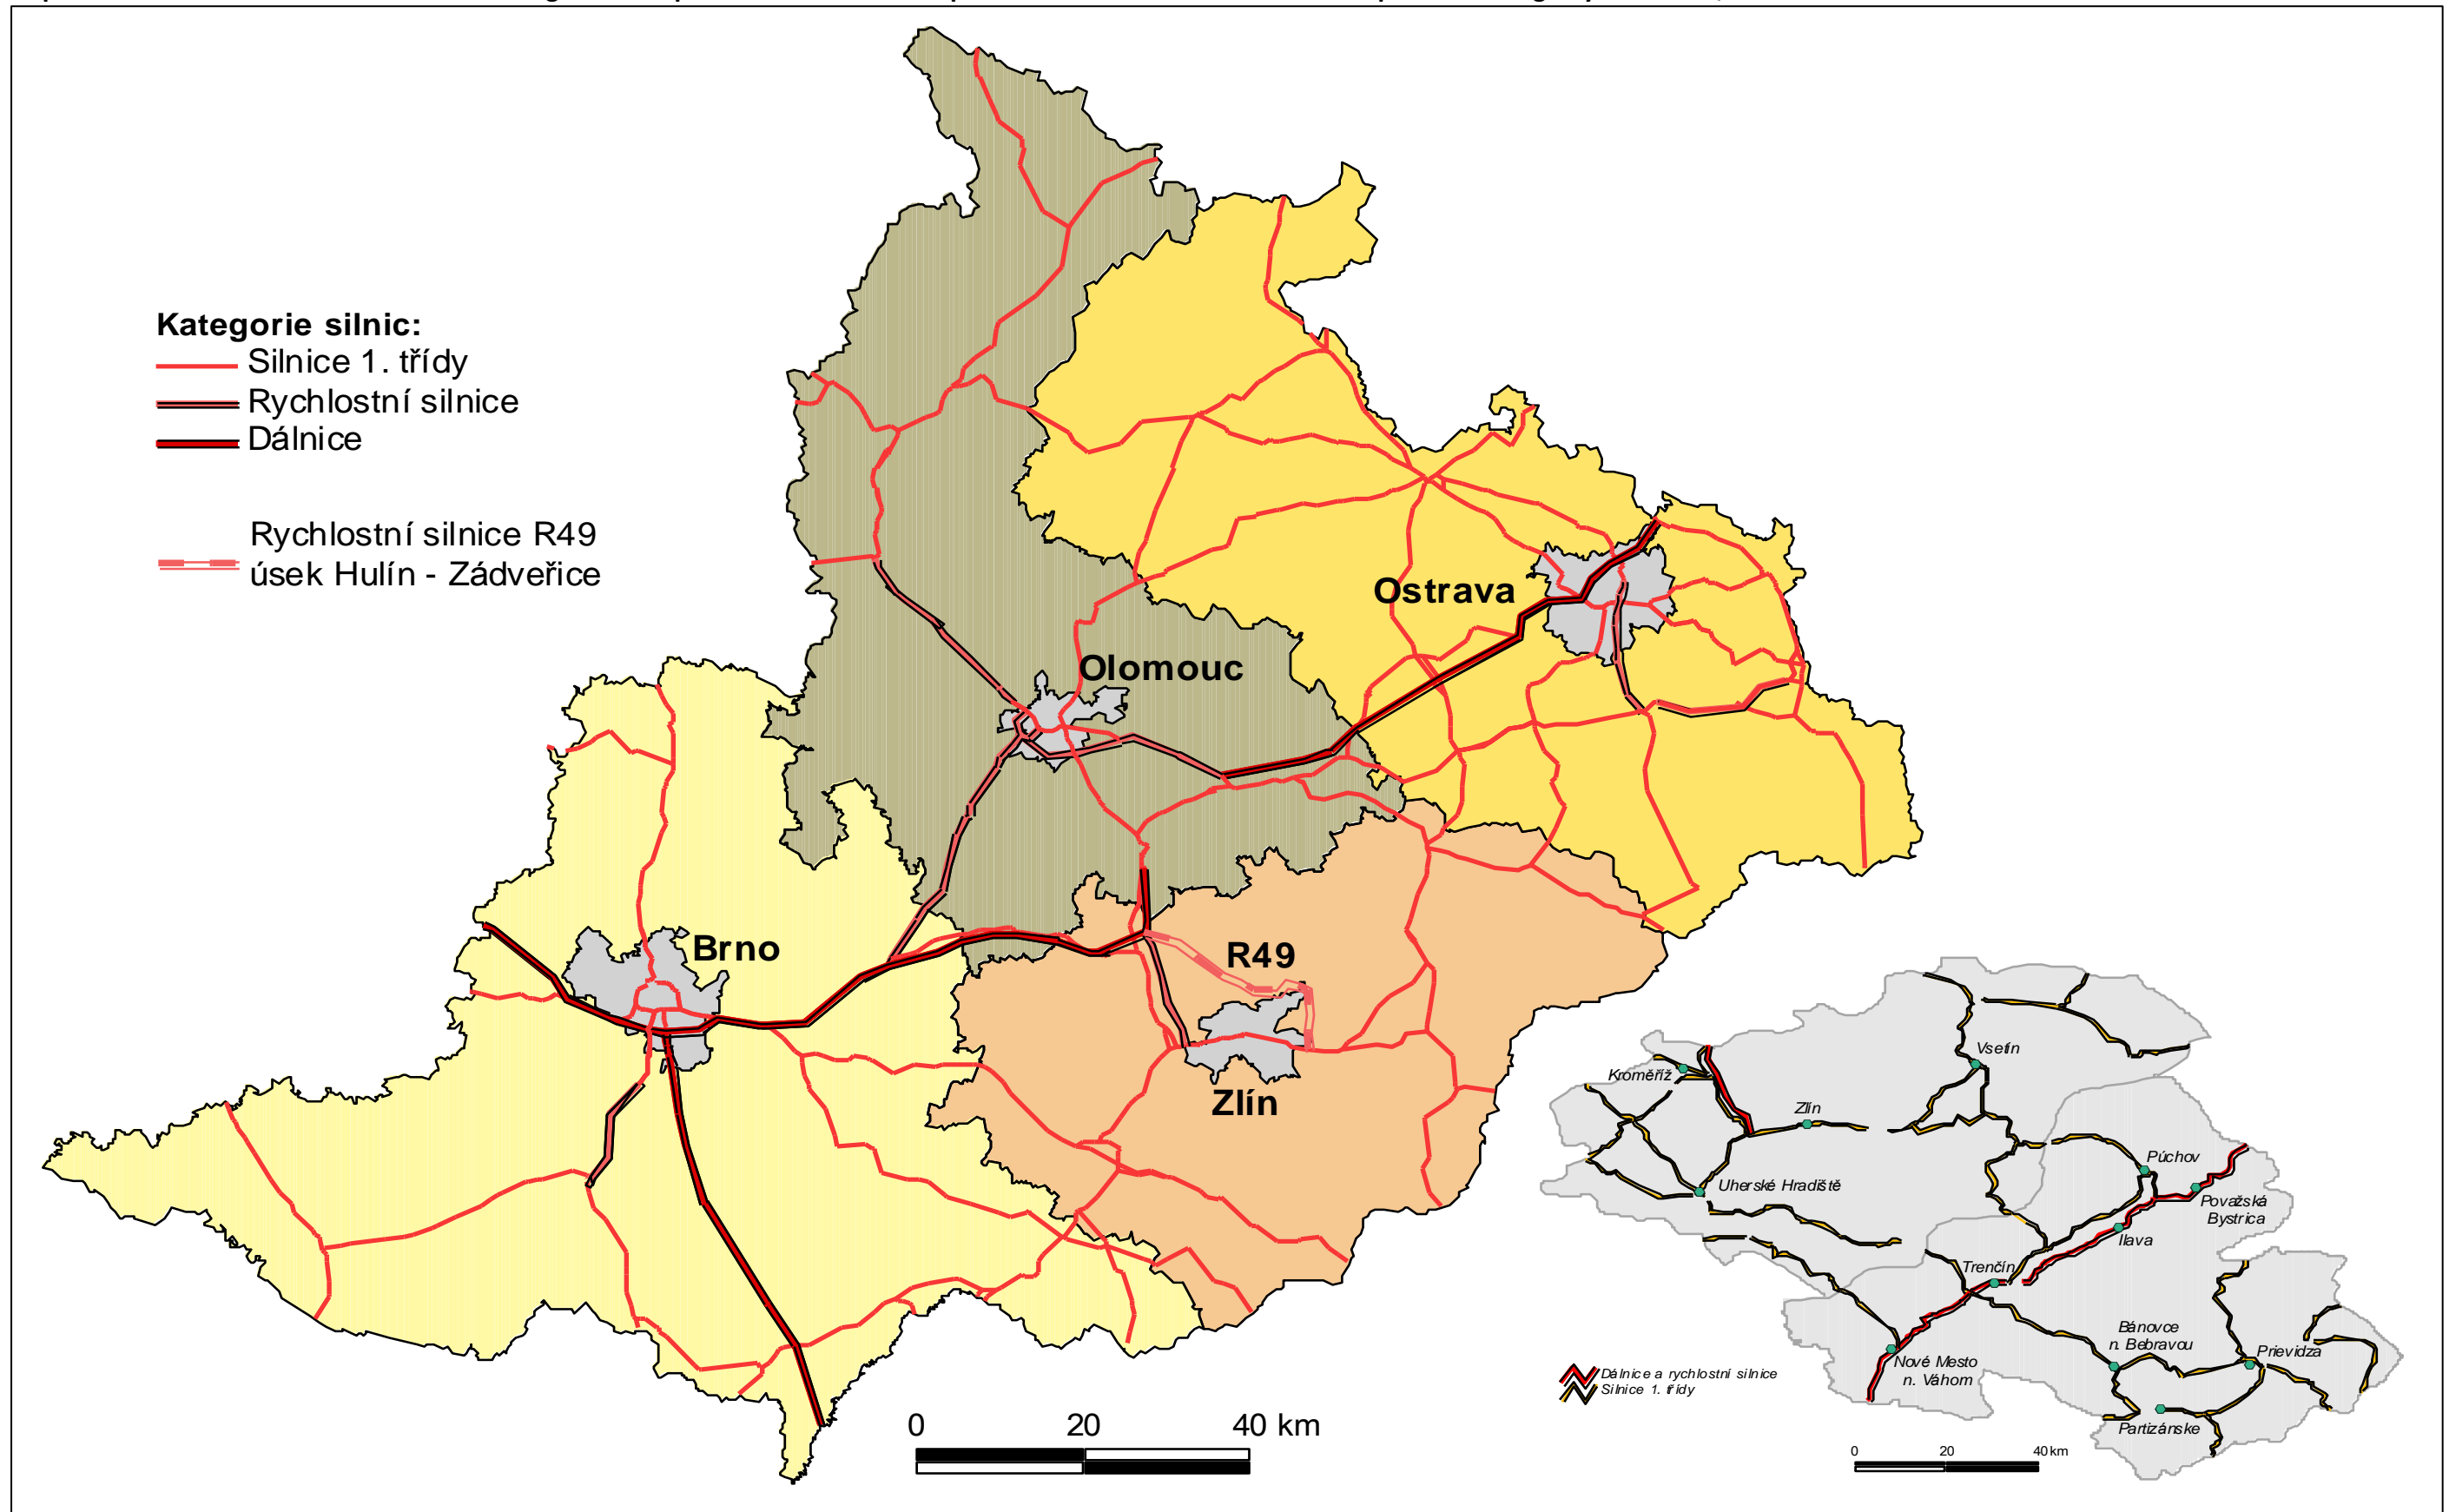 Kategorie silnic:
Silnice 1. třídy
Rychlostní silnice
Dálnice
Rychlostní silnice R49
úsek Hulín - Zádveřice
Ostrava
Olomouc
Brno
R49
Zlín
0 20 40 km
Vsetín
Kroměříž
Zlín
Púchov
Uherské Hradiště
Považská
Bystrica
Ilava
Trenčín
Bánovce
n. Bebravou
Prievidza
Nové Mesto
n. Váhom
Dálnice a rychlostní silnice
Silnice 1. třídy
Partizánske
0 20 40 km